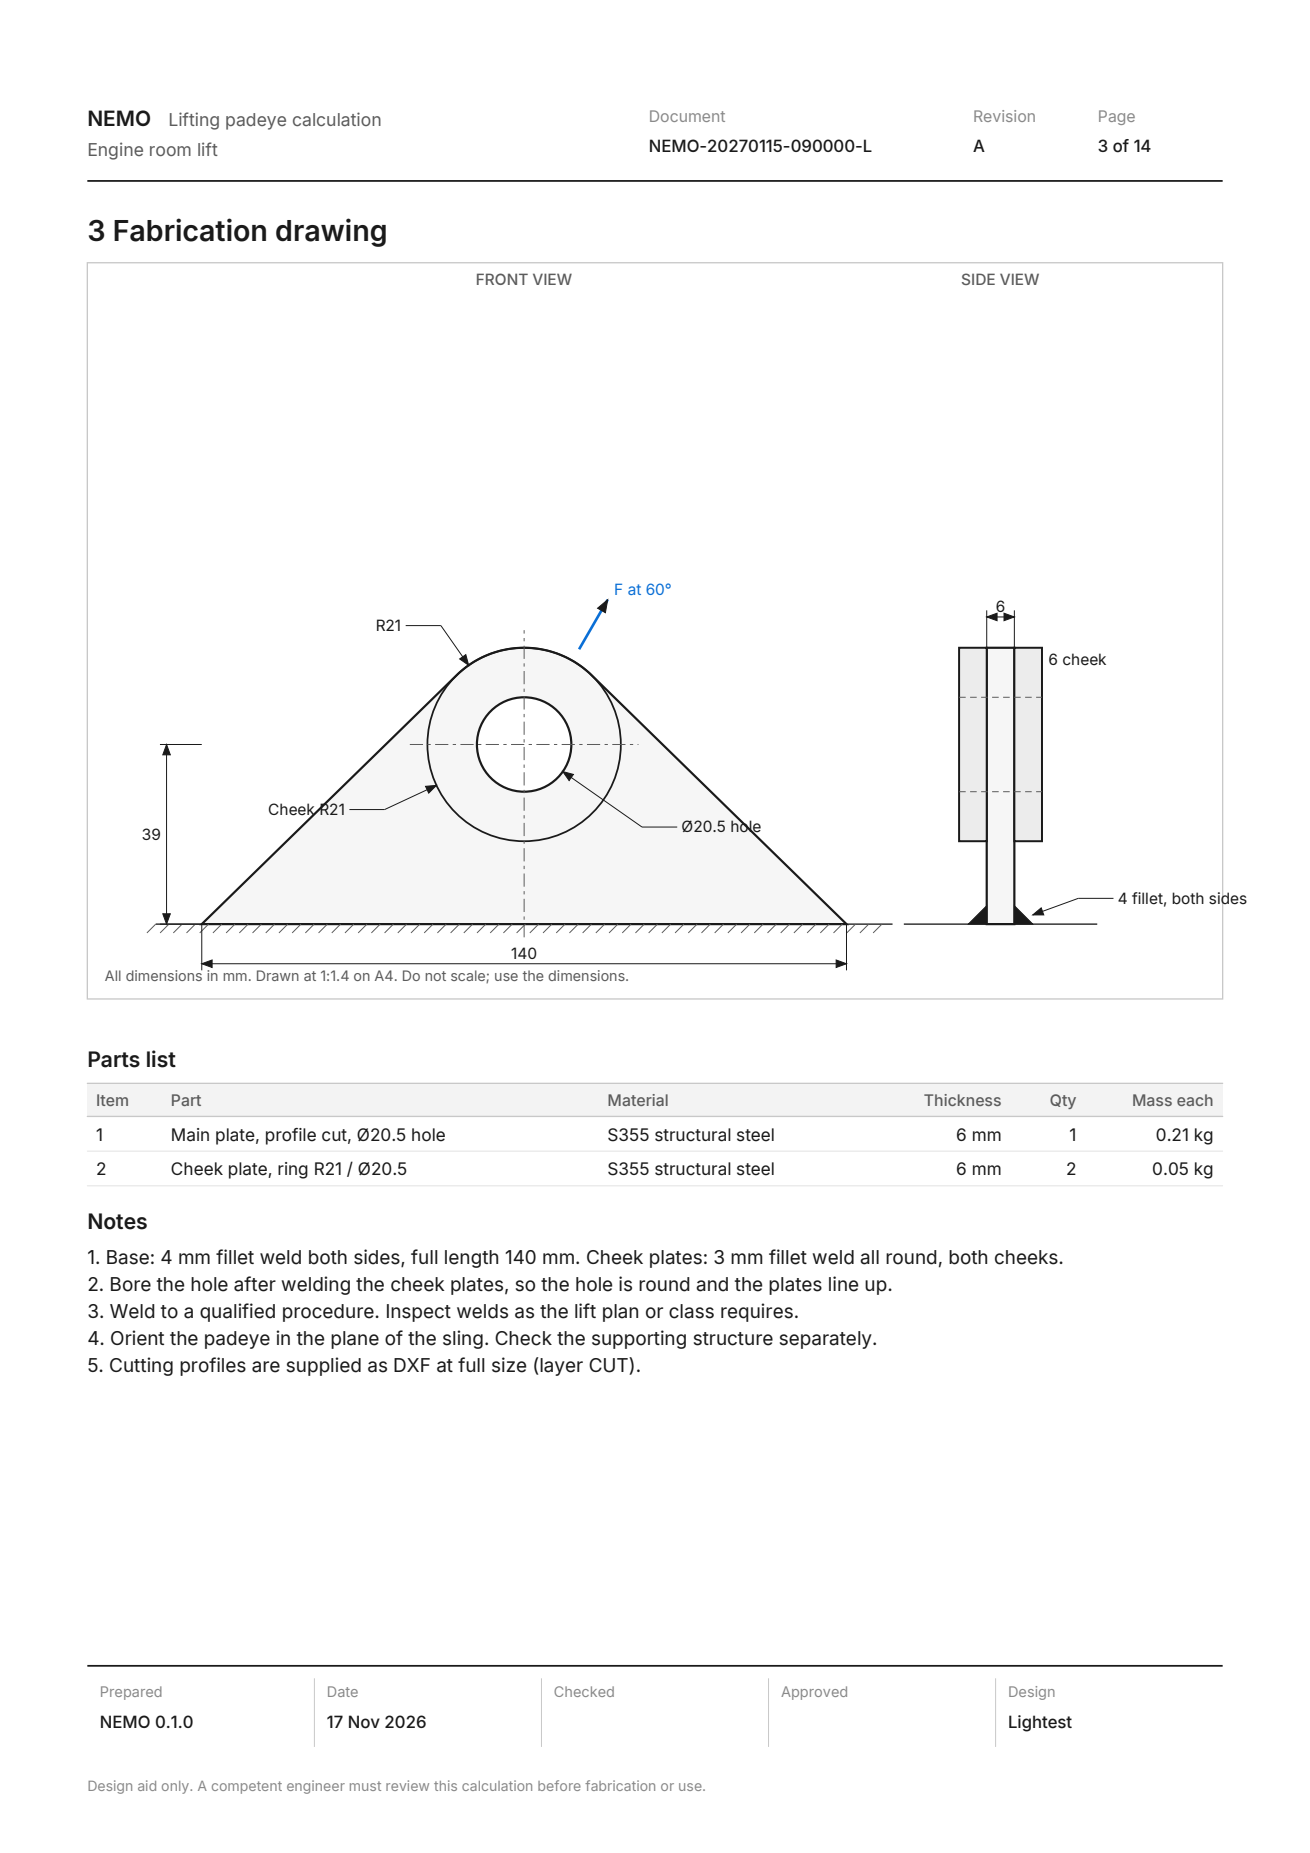 NEMO Lifting padeye calculation
Engine room lift
Document
NEMO-20270115-090000-L
Revision
A
Page
3 of 14
3 Fabrication drawing
FRONT VIEW
SIDE VIEW
F at 60°
R21
6
6 cheek
39
Cheek R21
Ø20.5 hole
4 fillet, both sides
140
All dimensions in mm. Drawn at 1:1.4 on A4. Do not scale; use the dimensions.
Parts list
Item Part Material Thickness Qty Mass each
1 Main plate, profile cut, Ø20.5 hole S355 structural steel 6 mm 1 0.21 kg
2 Cheek plate, ring R21 / Ø20.5 S355 structural steel 6 mm 2 0.05 kg
Notes
1. Base: 4 mm fillet weld both sides, full length 140 mm. Cheek plates: 3 mm fillet weld all round, both cheeks.
2. Bore the hole after welding the cheek plates, so the hole is round and the plates line up.
3. Weld to a qualified procedure. Inspect welds as the lift plan or class requires.
4. Orient the padeye in the plane of the sling. Check the supporting structure separately.
5. Cutting profiles are supplied as DXF at full size (layer CUT).
Prepared
NEMO 0.1.0
Date
17 Nov 2026
Checked
Approved
Design
Lightest
Design aid only. A competent engineer must review this calculation before fabrication or use.